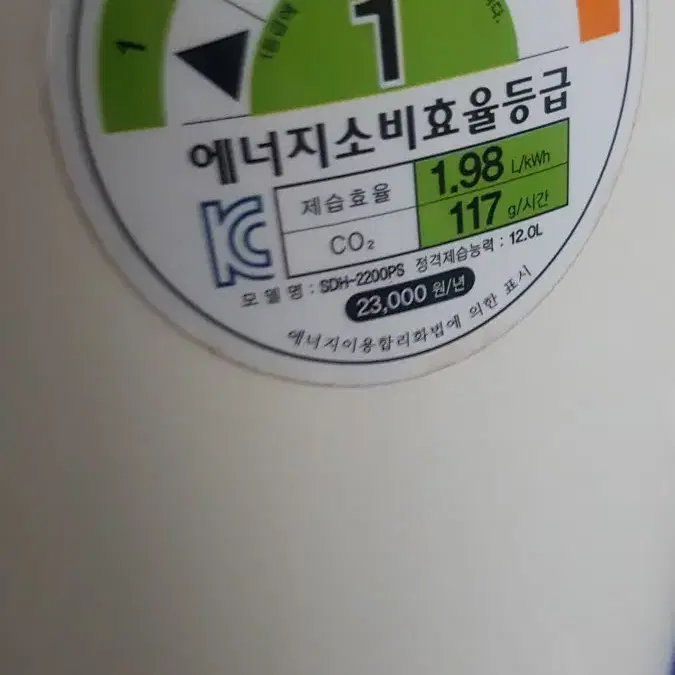 1
1
에너지소비효율등급
제습효율 1.98 L/kWh
CO₂ 117 g/시간
모델명 : SDH-2200PS 정격제습능력 : 12.0L
23,000 원/년
에너지이용합리화법에 의한 표시